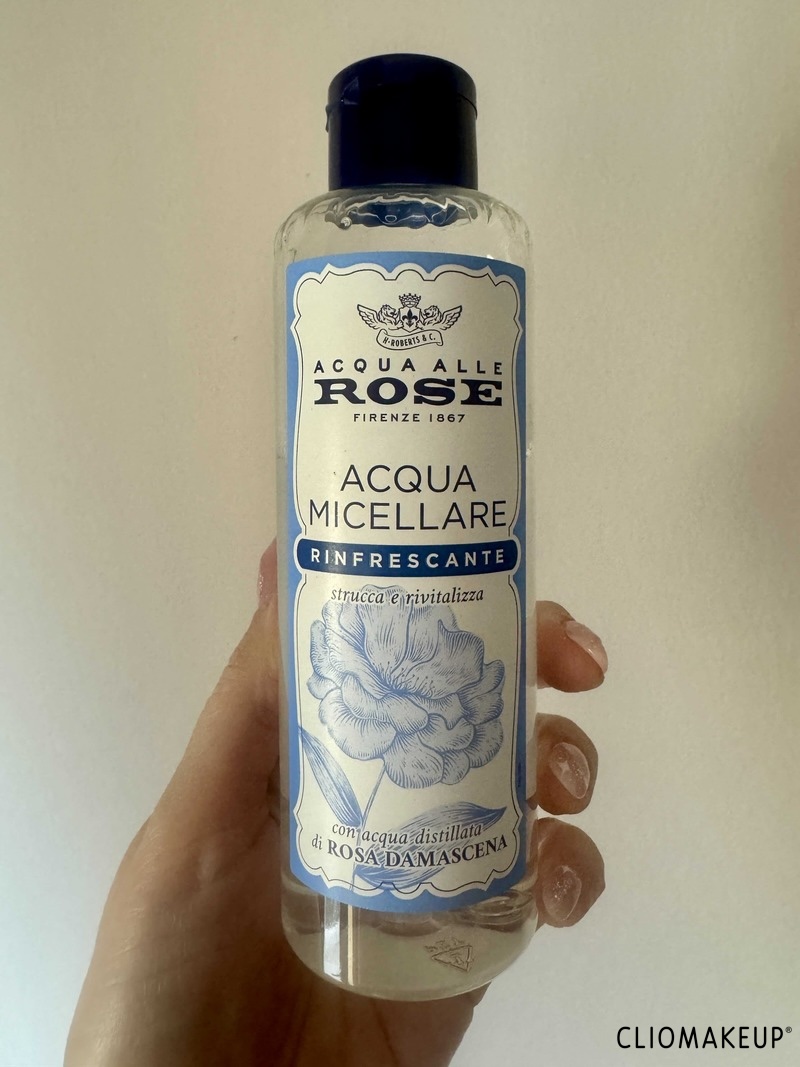 H·ROBERTS & C.
ACQUA ALLE
ROSE
FIRENZE 1867
ACQUA
MICELLARE
RINFRESCANTE
strucca e rivitalizza
con acqua distillata
di ROSA DAMASCENA
CLIOMAKEUP®